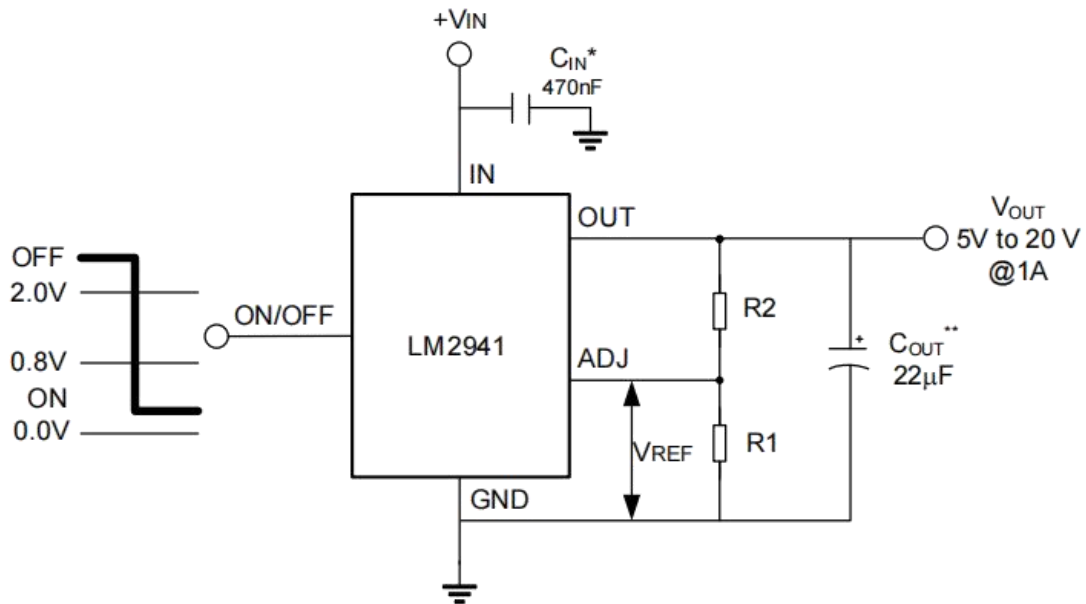 +VIN
CIN*
470nF
IN
OUT
VOUT
5V to 20 V
@1A
OFF
2.0V
ON/OFF
0.8V
ON
0.0V
LM2941
R2
ADJ
COUT**
+
22µF
VREF
R1
GND